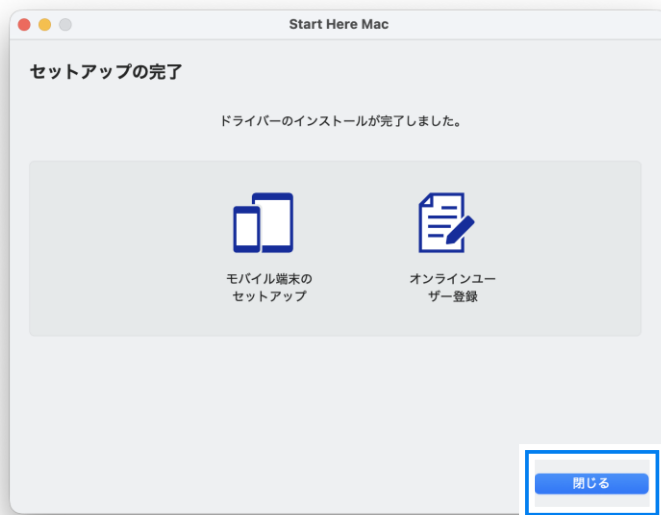 Start Here Mac
セットアップの完了
ドライバーのインストールが完了しました。
モバイル端末の
セットアップ
オンラインユー
ザー登録
閉じる